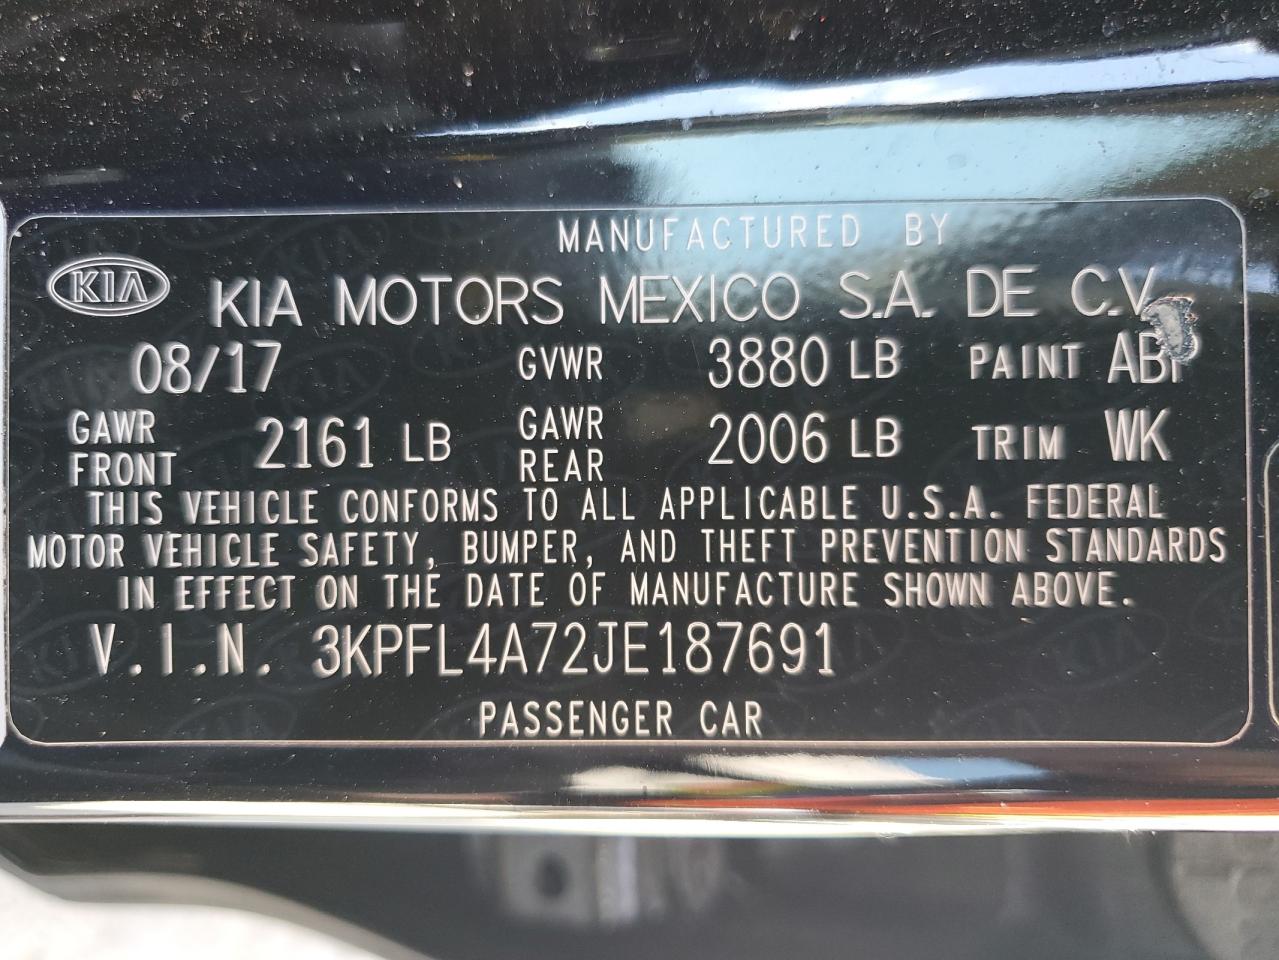 MANUFACTURED BY
KIA KIA MOTORS MEXICO S.A. DE C.V.
08/17 GVWR 3880 LB PAINT ABP
GAWR FRONT 2161 LB GAWR REAR 2006 LB TRIM WK
THIS VEHICLE CONFORMS TO ALL APPLICABLE U.S.A. FEDERAL
MOTOR VEHICLE SAFETY, BUMPER, AND THEFT PREVENTION STANDARDS
IN EFFECT ON THE DATE OF MANUFACTURE SHOWN ABOVE.
V.I.N. 3KPFL4A72JE187691
PASSENGER CAR